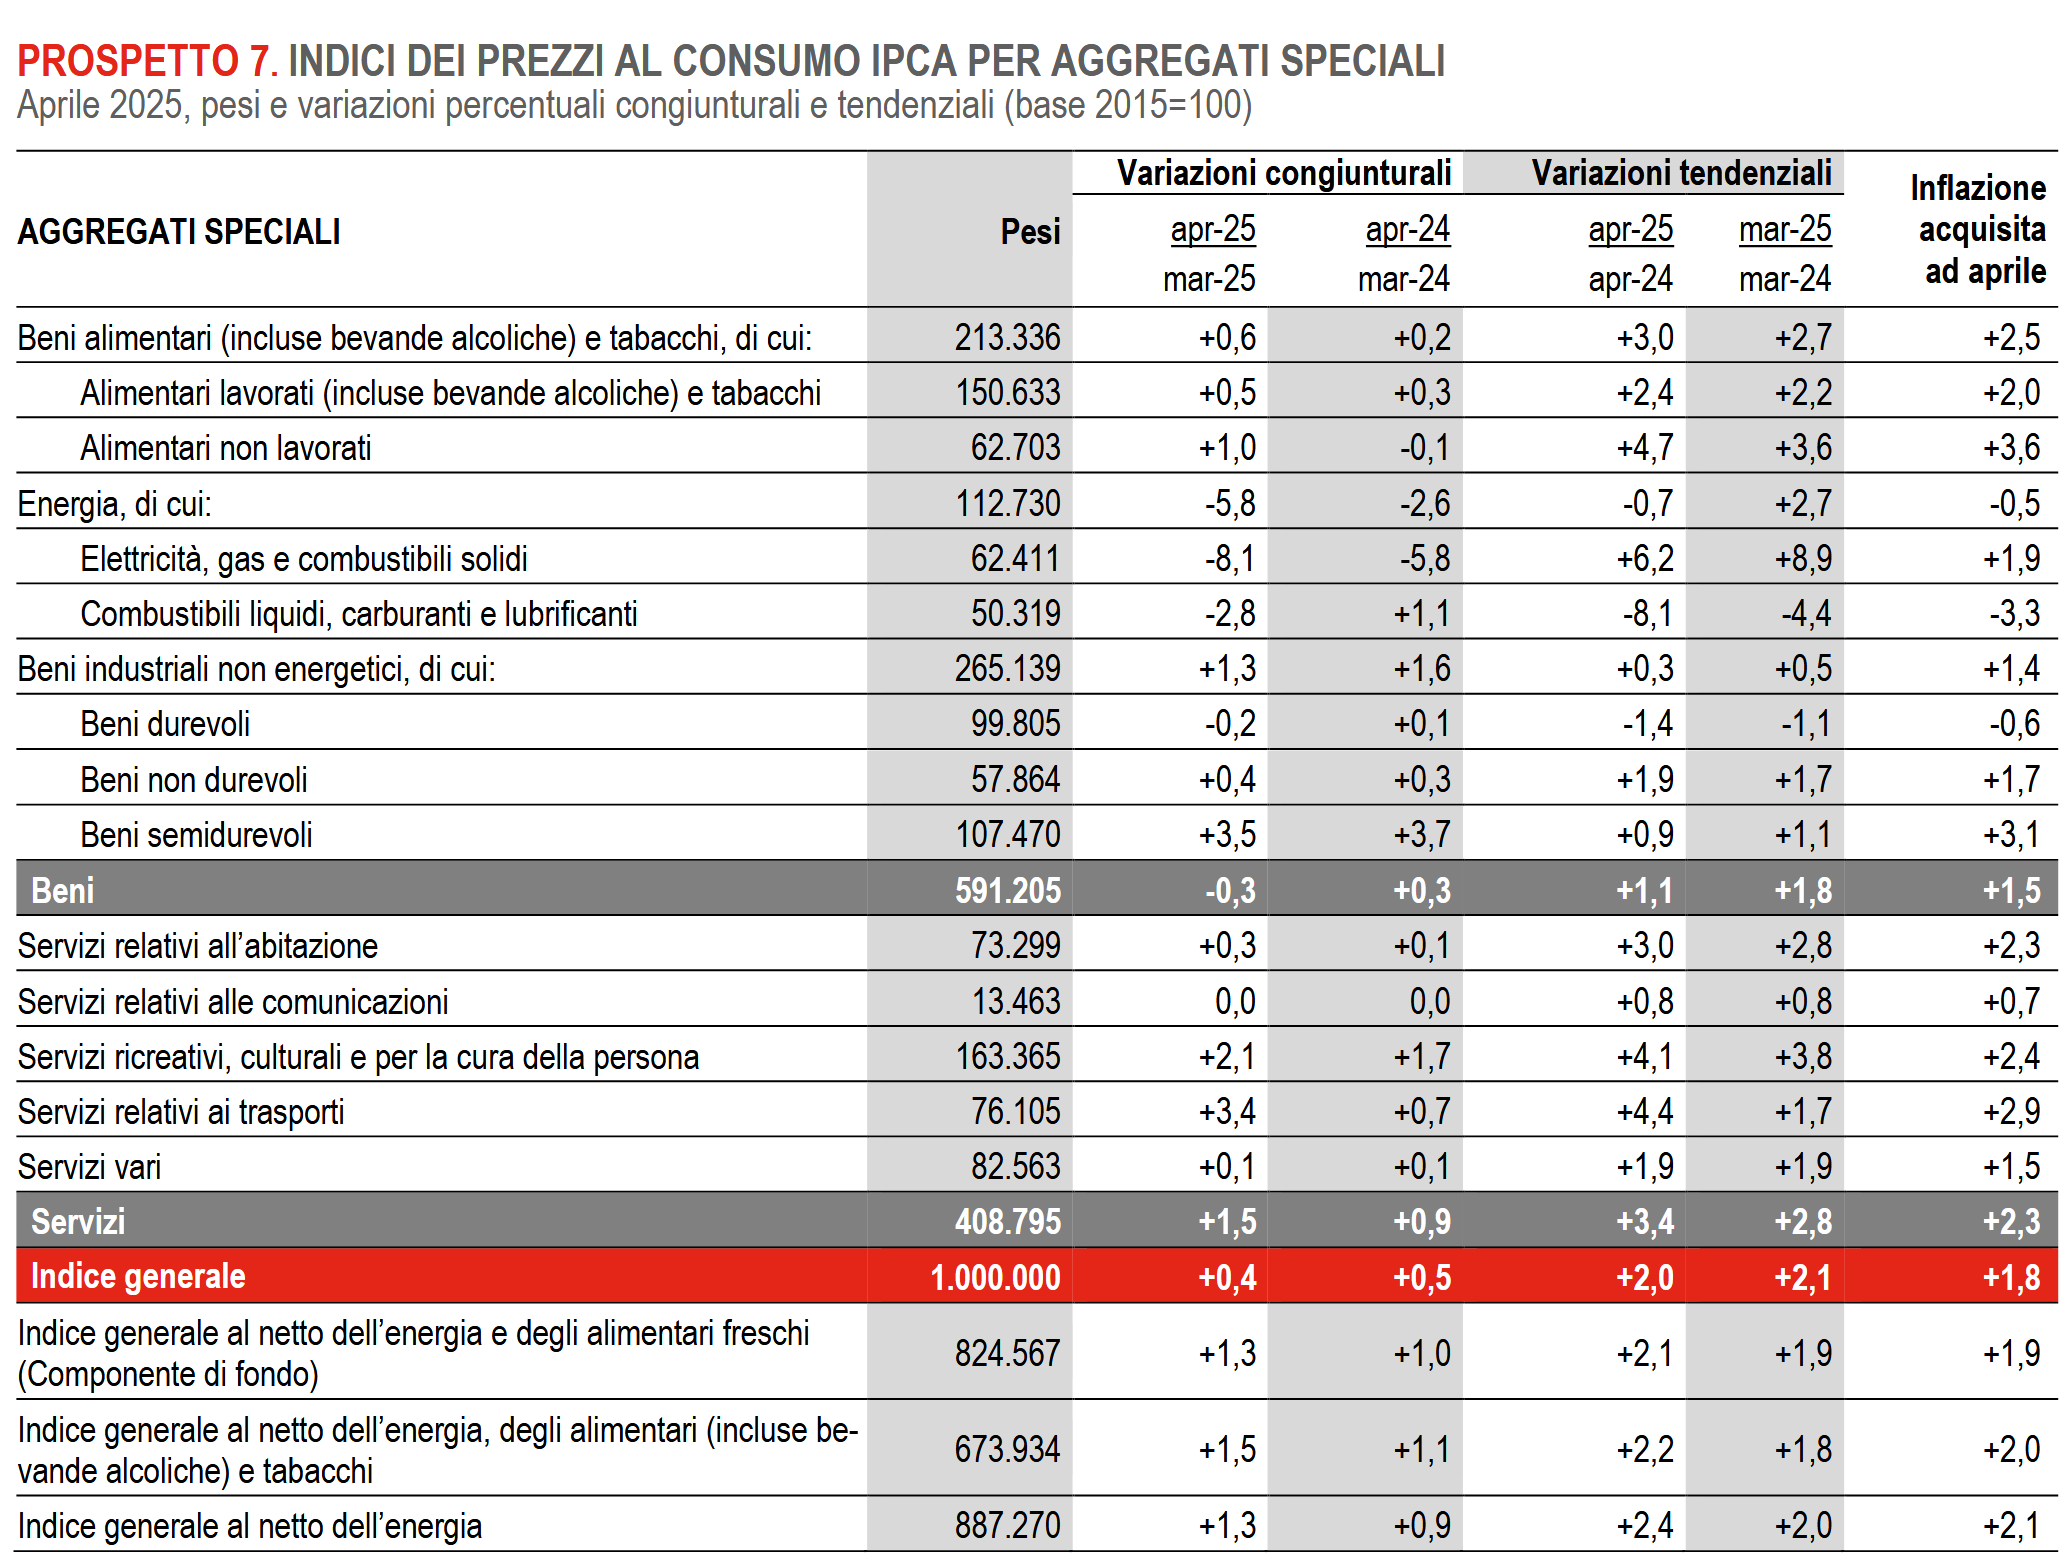 PROSPETTO 7. INDICI DEI PREZZI AL CONSUMO IPCA PER AGGREGATI SPECIALI
Aprile 2025, pesi e variazioni percentuali congiunturali e tendenziali (base 2015=100)
AGGREGATI SPECIALI Pesi Variazioni congiunturali Variazioni tendenziali Inflazione acquisita ad aprile
apr-25 apr-24 apr-25 mar-25
mar-25 mar-24 apr-24 mar-24
Beni alimentari (incluse bevande alcoliche) e tabacchi, di cui: 213.336 +0,6 +0,2 +3,0 +2,7 +2,5
Alimentari lavorati (incluse bevande alcoliche) e tabacchi 150.633 +0,5 +0,3 +2,4 +2,2 +2,0
Alimentari non lavorati 62.703 +1,0 -0,1 +4,7 +3,6 +3,6
Energia, di cui: 112.730 -5,8 -2,6 -0,7 +2,7 -0,5
Elettricità, gas e combustibili solidi 62.411 -8,1 -5,8 +6,2 +8,9 +1,9
Combustibili liquidi, carburanti e lubrificanti 50.319 -2,8 +1,1 -8,1 -4,4 -3,3
Beni industriali non energetici, di cui: 265.139 +1,3 +1,6 +0,3 +0,5 +1,4
Beni durevoli 99.805 -0,2 +0,1 -1,4 -1,1 -0,6
Beni non durevoli 57.864 +0,4 +0,3 +1,9 +1,7 +1,7
Beni semidurevoli 107.470 +3,5 +3,7 +0,9 +1,1 +3,1
Beni 591.205 -0,3 +0,3 +1,1 +1,8 +1,5
Servizi relativi all’abitazione 73.299 +0,3 +0,1 +3,0 +2,8 +2,3
Servizi relativi alle comunicazioni 13.463 0,0 0,0 +0,8 +0,8 +0,7
Servizi ricreativi, culturali e per la cura della persona 163.365 +2,1 +1,7 +4,1 +3,8 +2,4
Servizi relativi ai trasporti 76.105 +3,4 +0,7 +4,4 +1,7 +2,9
Servizi vari 82.563 +0,1 +0,1 +1,9 +1,9 +1,5
Servizi 408.795 +1,5 +0,9 +3,4 +2,8 +2,3
Indice generale 1.000.000 +0,4 +0,5 +2,0 +2,1 +1,8
Indice generale al netto dell’energia e degli alimentari freschi
(Componente di fondo) 824.567 +1,3 +1,0 +2,1 +1,9 +1,9
Indice generale al netto dell’energia, degli alimentari (incluse be-
vande alcoliche) e tabacchi 673.934 +1,5 +1,1 +2,2 +1,8 +2,0
Indice generale al netto dell’energia 887.270 +1,3 +0,9 +2,4 +2,0 +2,1